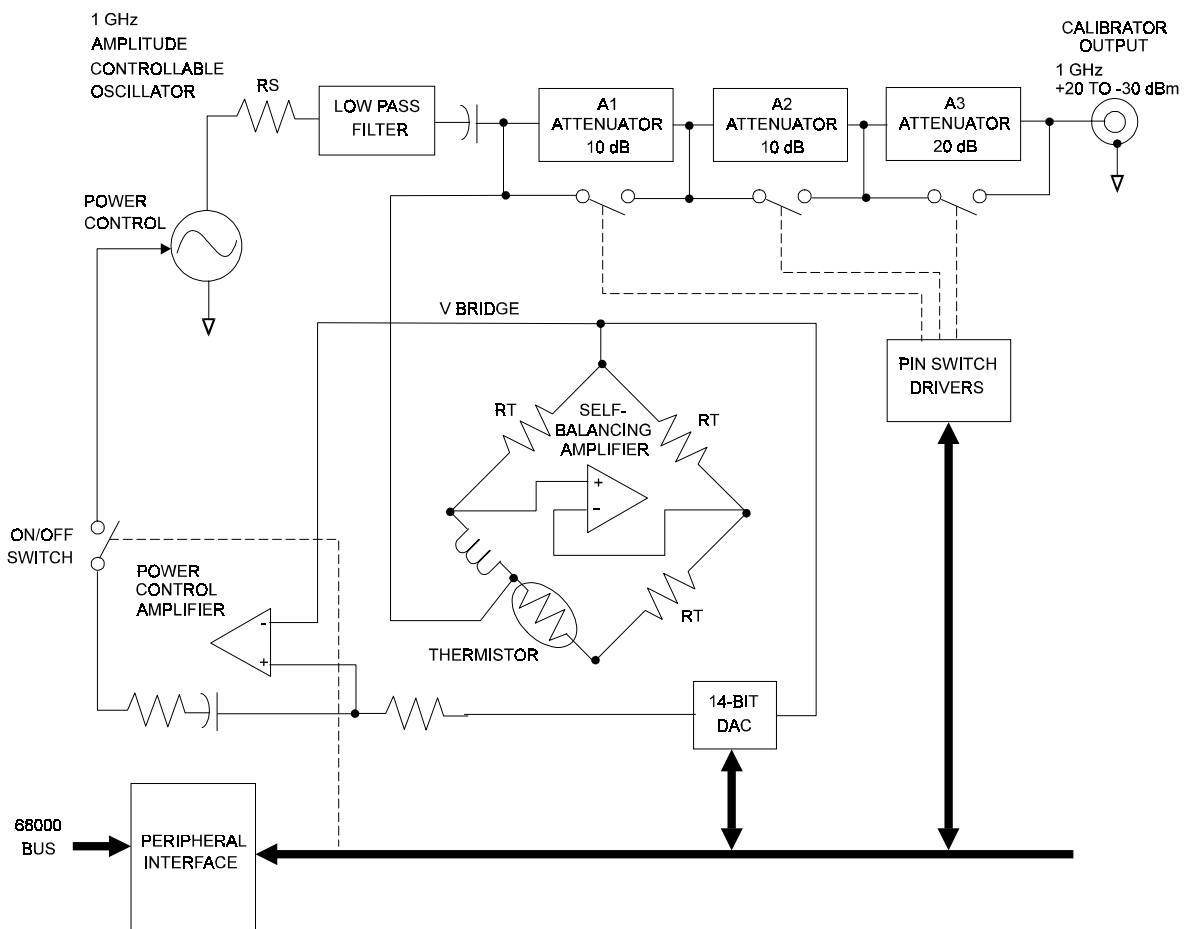 1 GHz
AMPLITUDE
CONTROLLABLE
OSCILLATOR
RS
LOW PASS
FILTER
A1
ATTENUATOR
10 dB
A2
ATTENUATOR
10 dB
A3
ATTENUATOR
20 dB
CALIBRATOR
OUTPUT
1 GHz
+20 TO -30 dBm
POWER
CONTROL
V BRIDGE
PIN SWITCH
DRIVERS
RT
SELF-
BALANCING
AMPLIFIER
RT
+
-
ON/OFF
SWITCH
POWER
CONTROL
AMPLIFIER
-
+
RT
THERMISTOR
14-BIT
DAC
68000
BUS
PERIPHERAL
INTERFACE